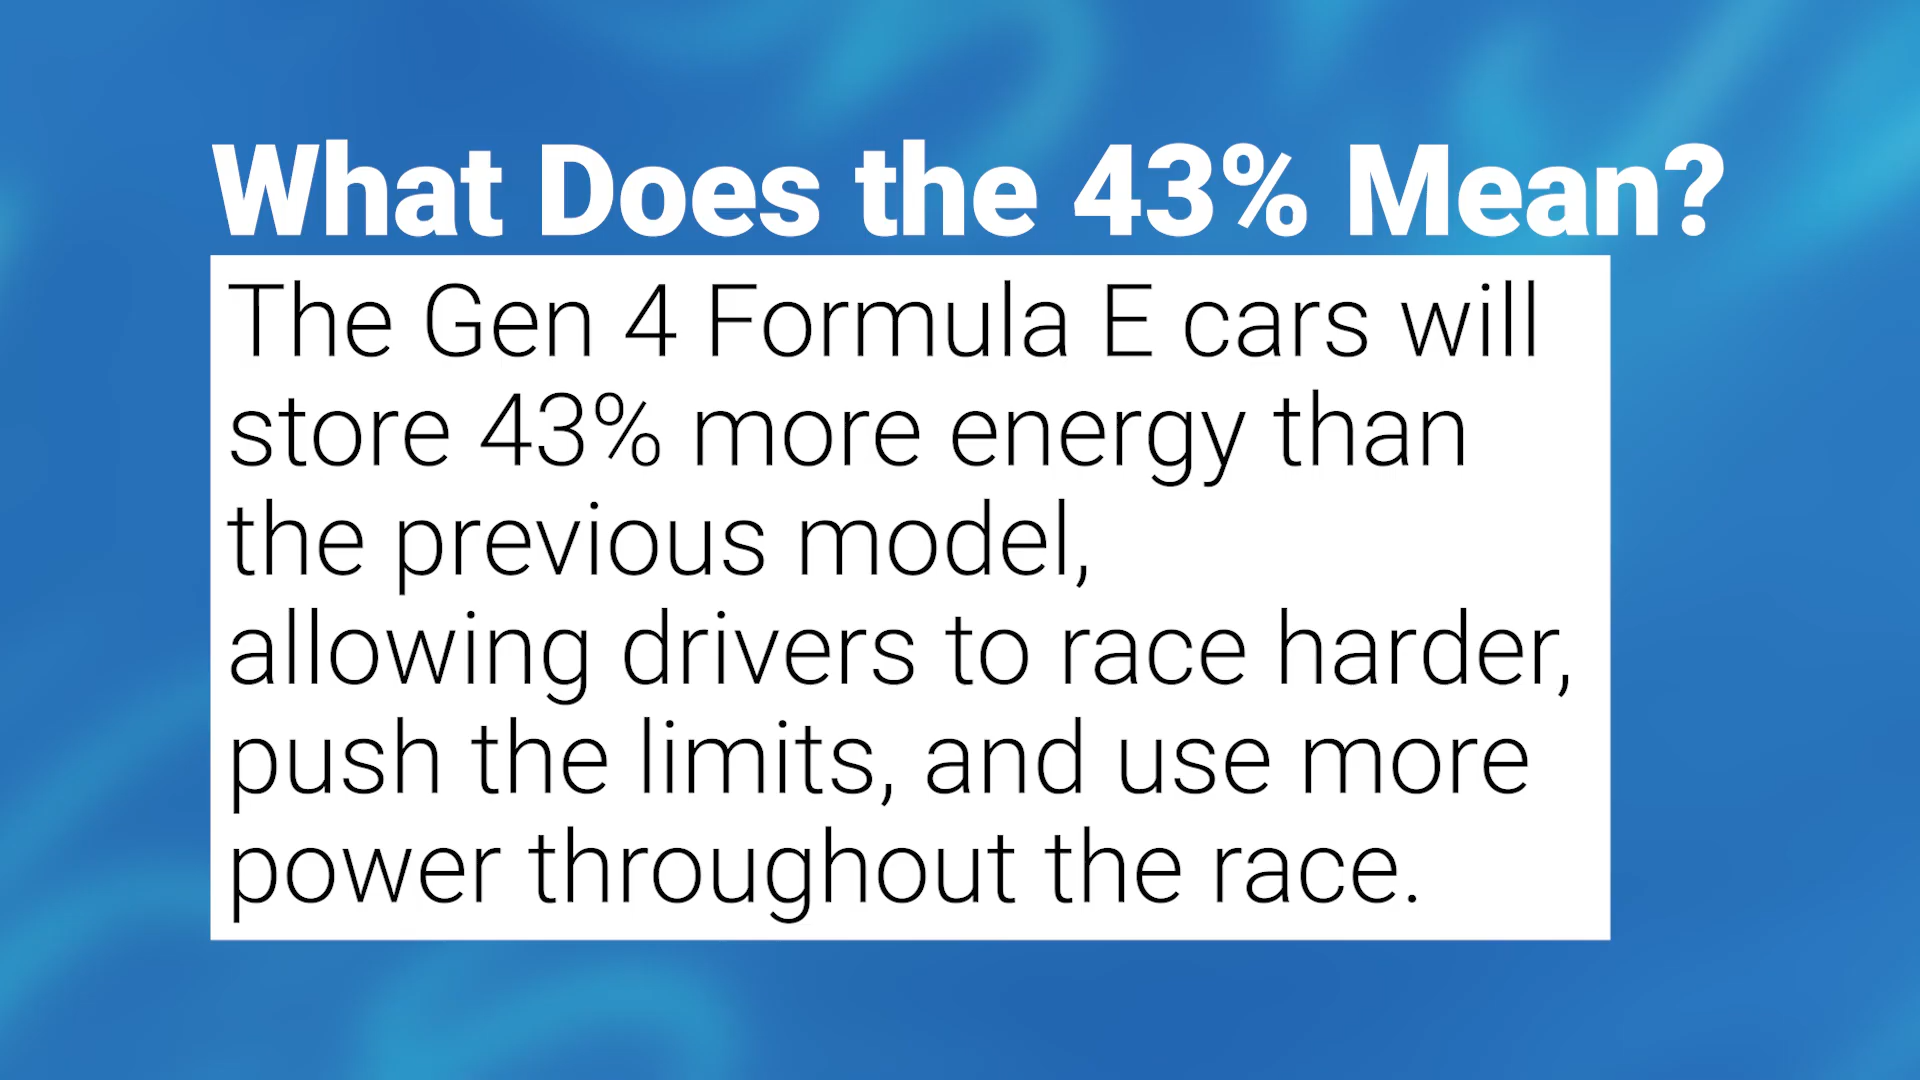 What Does the 43% Mean?
The Gen 4 Formula E cars will
store 43% more energy than
the previous model,
allowing drivers to race harder,
push the limits, and use more
power throughout the race.